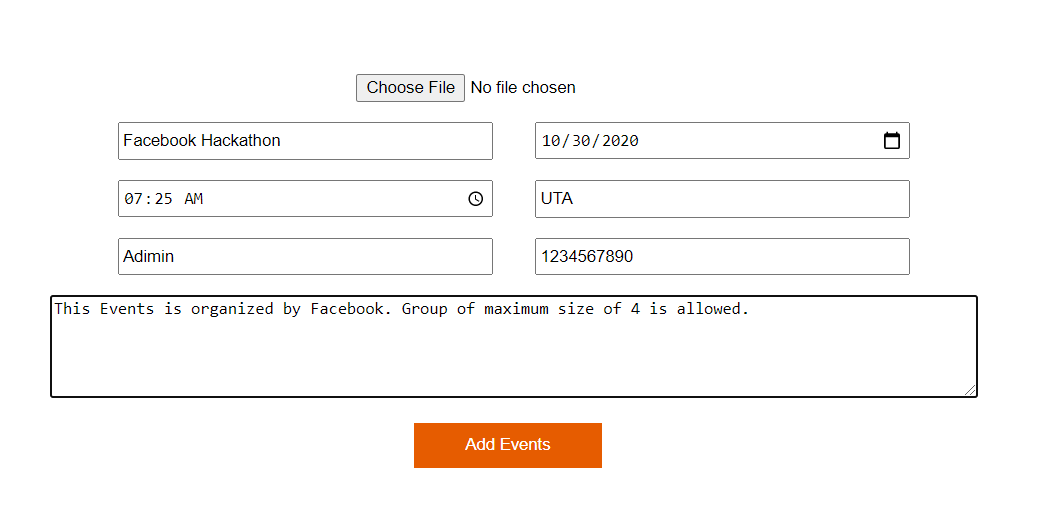 Choose File No file chosen
Facebook Hackathon 10/30/2020
07:25 AM UTA
Adimin 1234567890
This Events is organized by Facebook. Group of maximum size of 4 is allowed.
Add Events